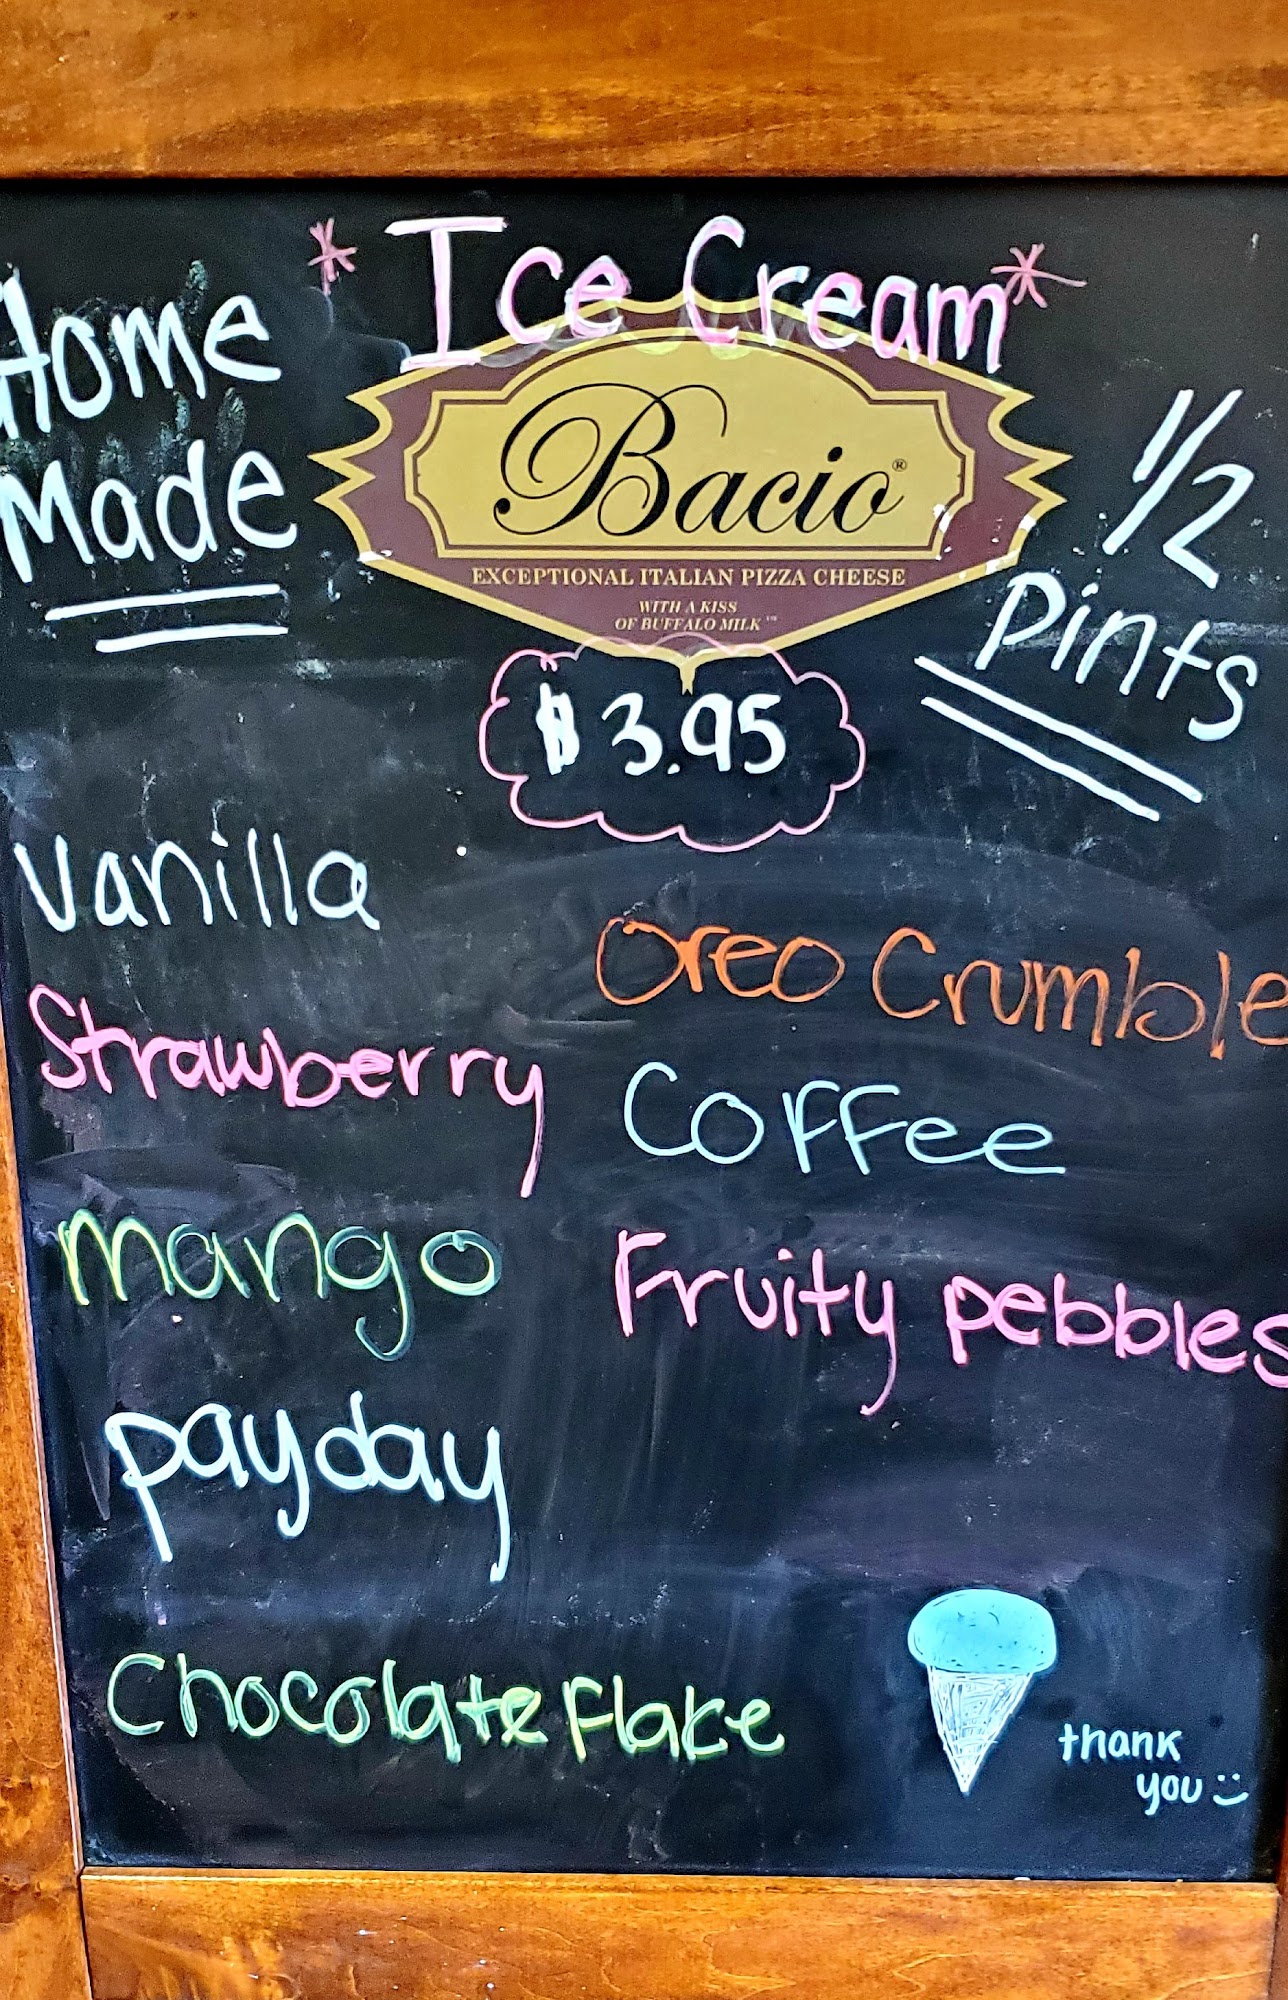 * Ice Cream *
Home
Made
Bacio®
EXCEPTIONAL ITALIAN PIZZA CHEESE
WITH A KISS
OF BUFFALO MILK™
1/2
Pints
$3.95
Vanilla
Strawberry
mango
payday
Chocolate Flake
Oreo Crumble
Coffee
Fruity pebbles
thank
you :)